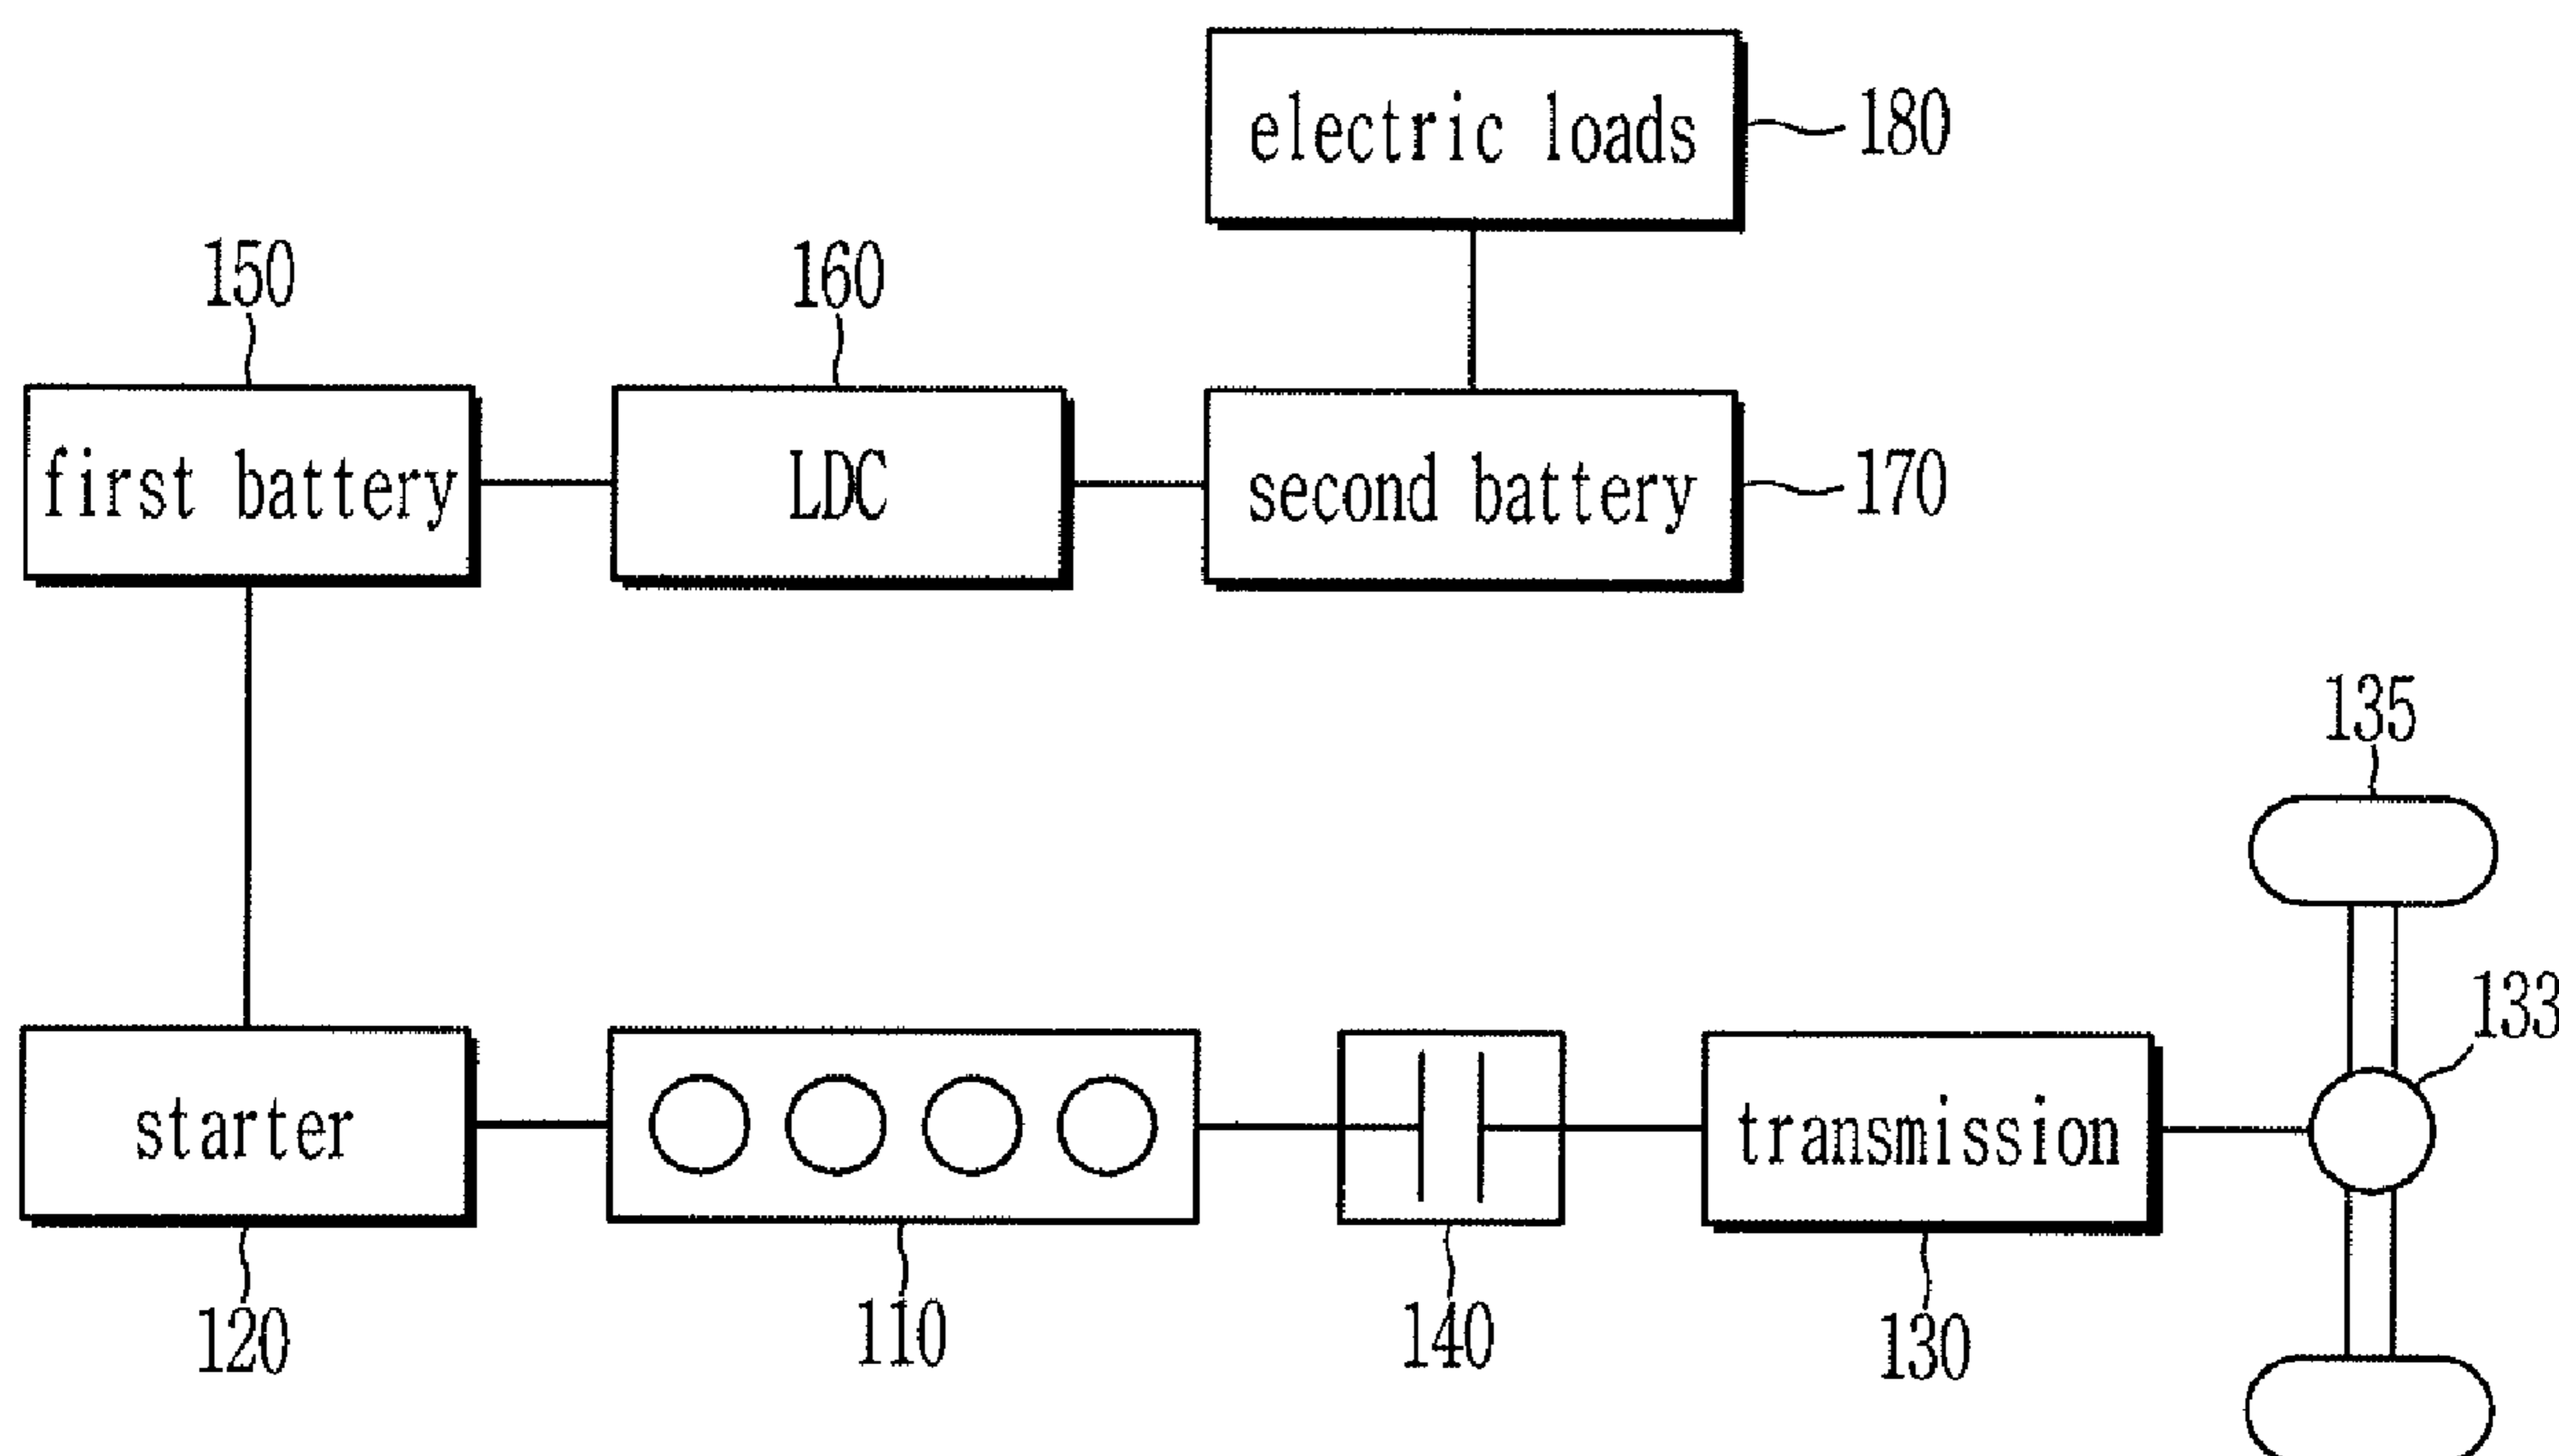 electric loads
180
150
160
first battery
LDC
second battery
170
135
133
starter
transmission
120
110
140
130